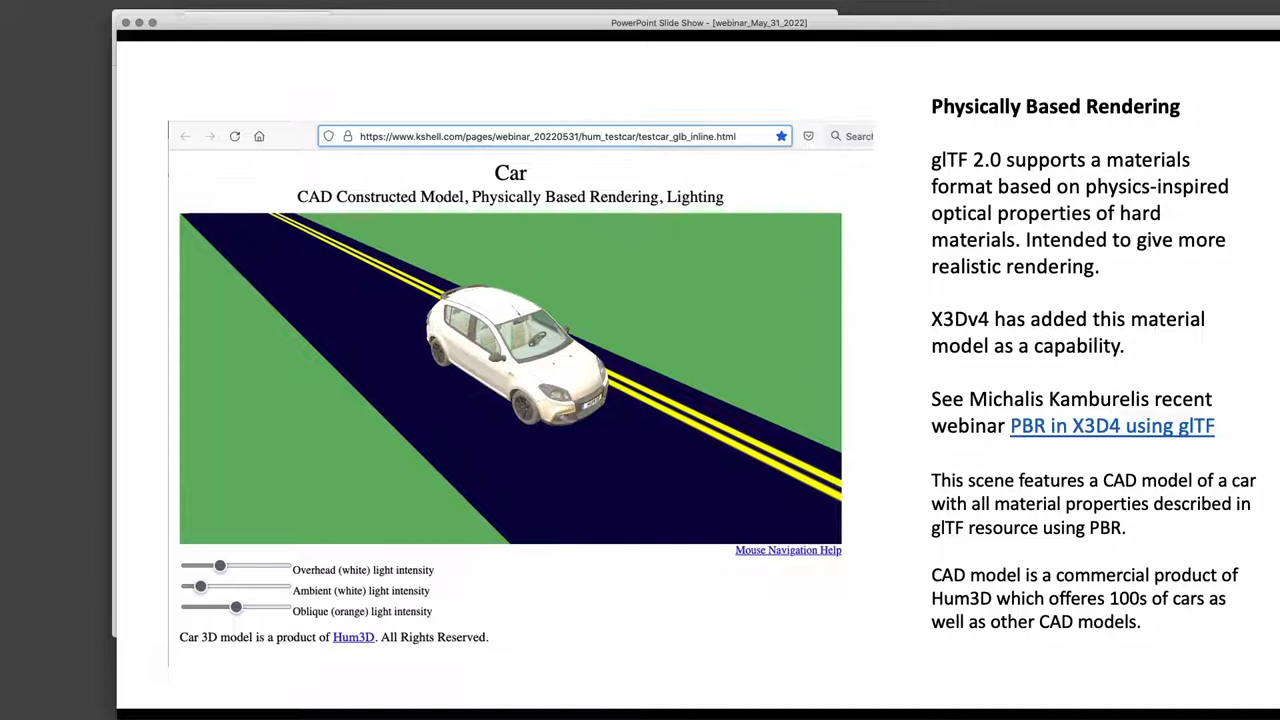 PowerPoint Slide Show - [webinar_May_31_2022]
https://www.kshell.com/pages/webinar_20220531/hum_testcar/testcar_glb_inline.html
Search
Car
CAD Constructed Model, Physically Based Rendering, Lighting
Mouse Navigation Help
Overhead (white) light intensity
Ambient (white) light intensity
Oblique (orange) light intensity
Car 3D model is a product of Hum3D. All Rights Reserved.
Physically Based Rendering
glTF 2.0 supports a materials
format based on physics-inspired
optical properties of hard
materials. Intended to give more
realistic rendering.
X3Dv4 has added this material
model as a capability.
See Michalis Kamburelis recent
webinar PBR in X3D4 using glTF
This scene features a CAD model of a car
with all material properties described in
glTF resource using PBR.
CAD model is a commercial product of
Hum3D which offeres 100s of cars as
well as other CAD models.